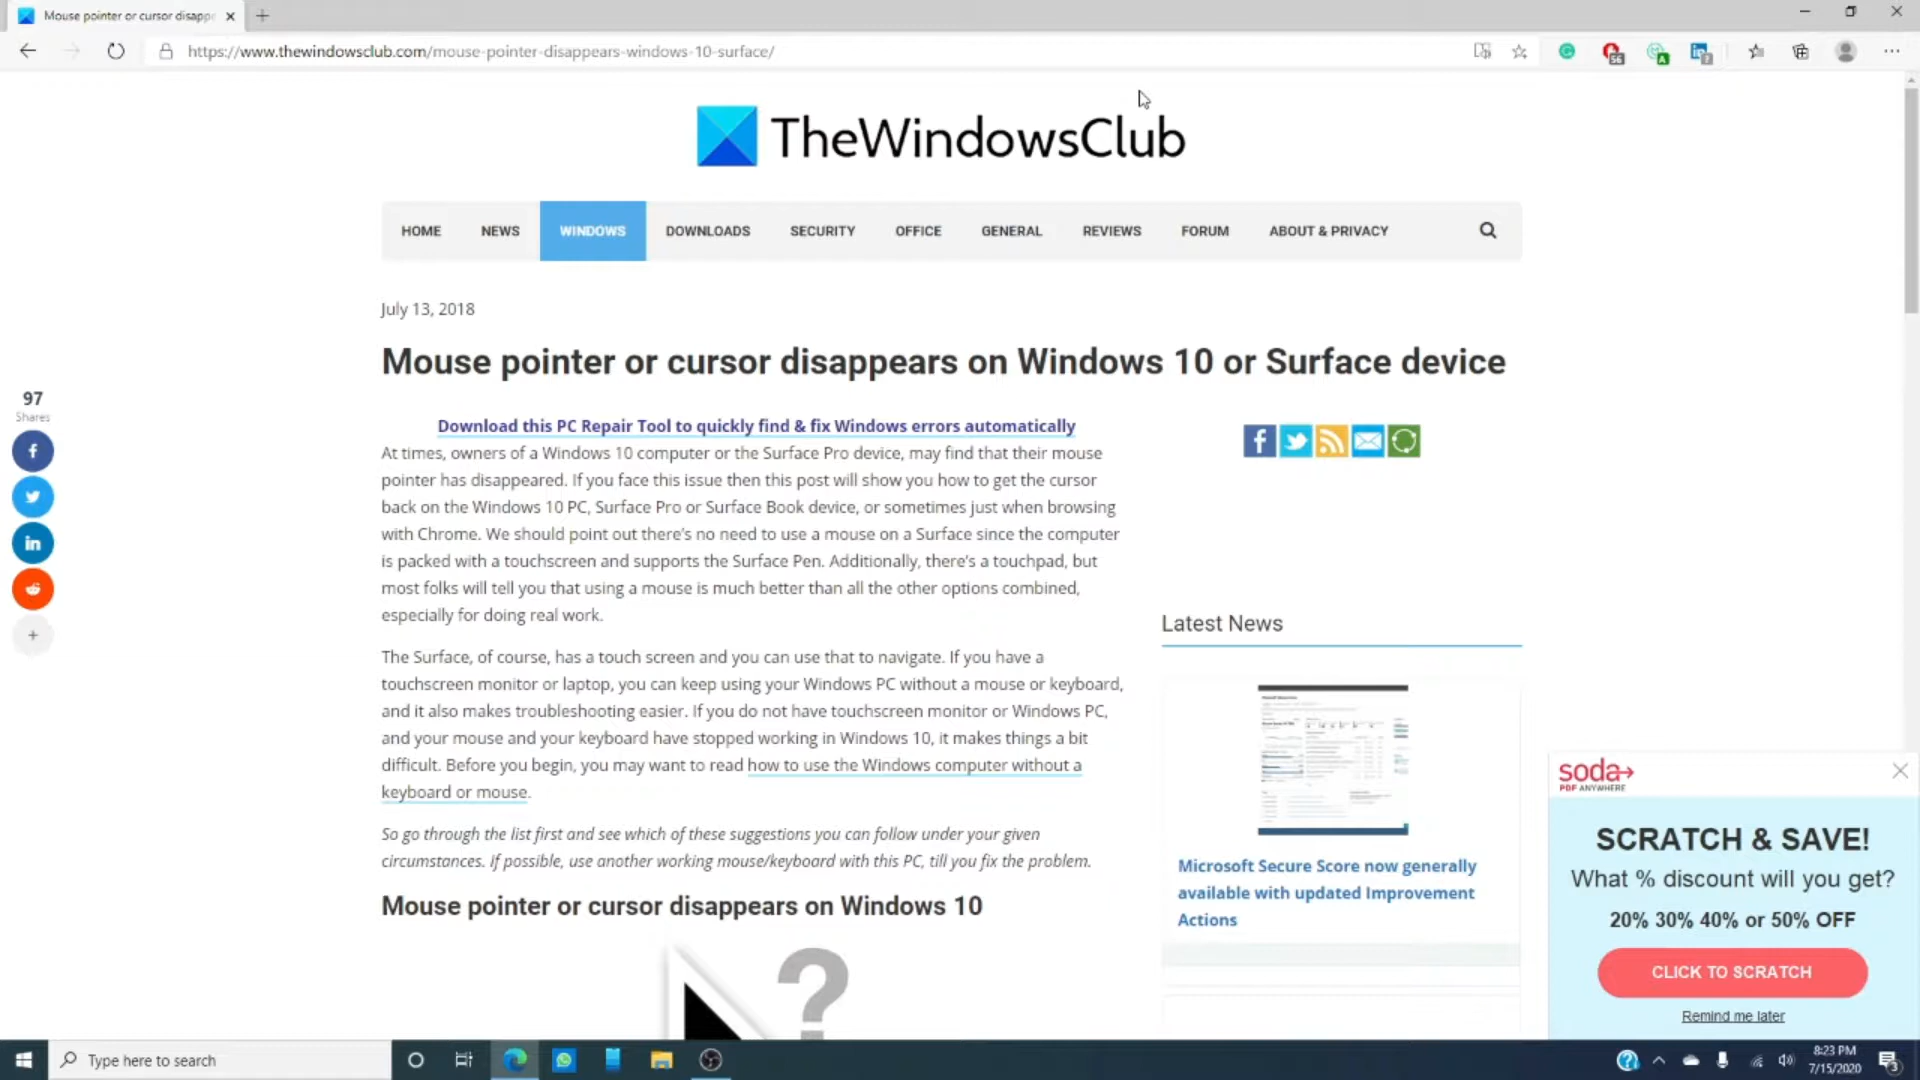 Mouse pointer or cursor disapp
https://www.thewindowsclub.com/mouse-pointer-disappears-windows-10-surface/
56
A
in
?
TheWindowsClub
HOME NEWS WINDOWS DOWNLOADS SECURITY OFFICE GENERAL REVIEWS FORUM ABOUT & PRIVACY
July 13, 2018
Mouse pointer or cursor disappears on Windows 10 or Surface device
97
Shares
Download this PC Repair Tool to quickly find & fix Windows errors automatically
At times, owners of a Windows 10 computer or the Surface Pro device, may find that their mouse
pointer has disappeared. If you face this issue then this post will show you how to get the cursor
back on the Windows 10 PC, Surface Pro or Surface Book device, or sometimes just when browsing
with Chrome. We should point out there’s no need to use a mouse on a Surface since the computer
is packed with a touchscreen and supports the Surface Pen. Additionally, there’s a touchpad, but
most folks will tell you that using a mouse is much better than all the other options combined,
especially for doing real work.
The Surface, of course, has a touch screen and you can use that to navigate. If you have a
touchscreen monitor or laptop, you can keep using your Windows PC without a mouse or keyboard,
and it also makes troubleshooting easier. If you do not have touchscreen monitor or Windows PC,
and your mouse and your keyboard have stopped working in Windows 10, it makes things a bit
difficult. Before you begin, you may want to read how to use the Windows computer without a
keyboard or mouse.
So go through the list first and see which of these suggestions you can follow under your given
circumstances. If possible, use another working mouse/keyboard with this PC, till you fix the problem.
Mouse pointer or cursor disappears on Windows 10
?
Latest News
Microsoft Secure Score now generally
available with updated Improvement
Actions
soda
PDF ANYWHERE
SCRATCH & SAVE!
What % discount will you get?
20% 30% 40% or 50% OFF
CLICK TO SCRATCH
Remind me later
Type here to search
8:23 PM
7/15/2020
3